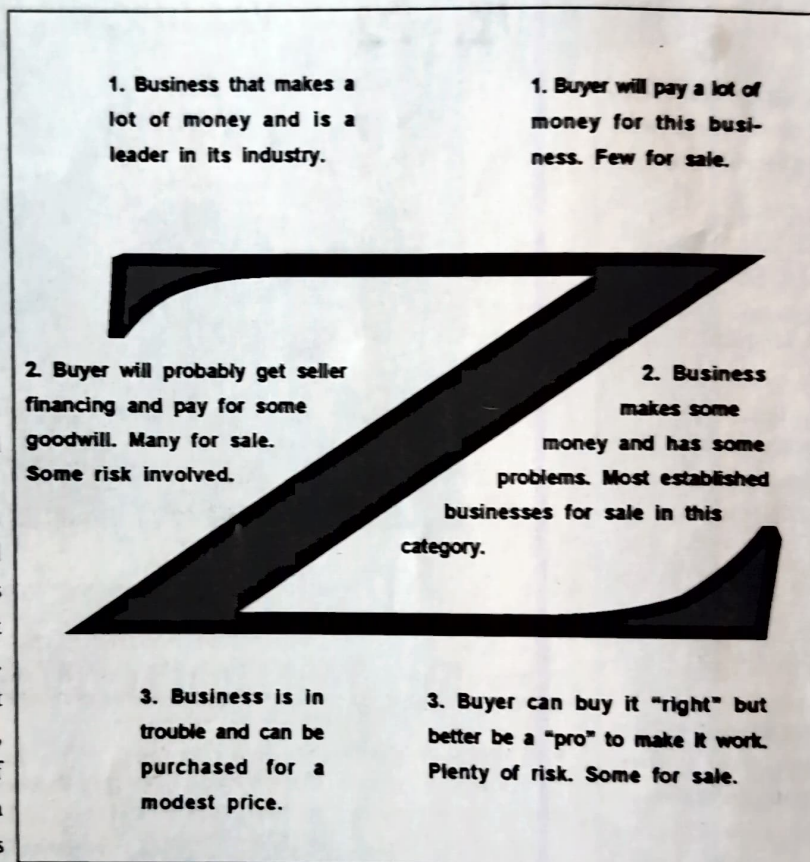 1. Business that makes a
lot of money and is a
leader in its industry.
1. Buyer will pay a lot of
money for this busi-
ness. Few for sale.
2. Buyer will probably get seller
financing and pay for some
goodwill. Many for sale.
Some risk involved.
2. Business
makes some
money and has some
problems. Most established
businesses for sale in this
category.
3. Business is in
trouble and can be
purchased for a
modest price.
3. Buyer can buy it "right" but
better be a "pro" to make it work.
Plenty of risk. Some for sale.